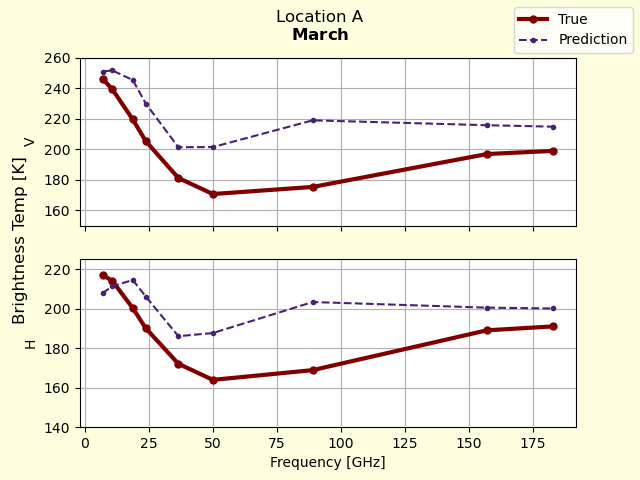 Location A
March
True
Prediction
Brightness Temp [K]
V
260
240
220
200
180
160
H
220
200
180
160
140
0 25 50 75 100 125 150 175
Frequency [GHz]